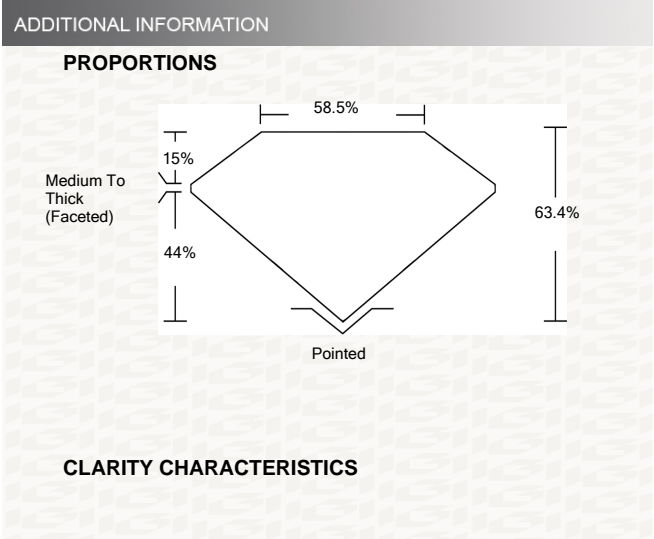 ADDITIONAL INFORMATION
PROPORTIONS
58.5%
15%
Medium To
Thick
(Faceted)
63.4%
44%
Pointed
CLARITY CHARACTERISTICS